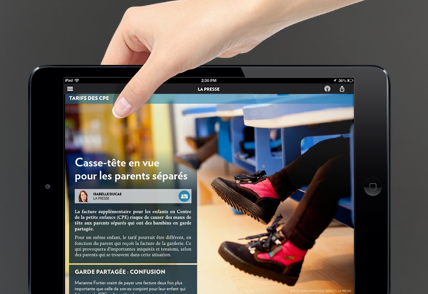 iPad
2:06 PM
36%
LA PRESSE
TARIFS DES CPE
Casse-tête en vue
pour les parents séparés
ISABELLE DUCAS
LA PRESSE
La facture supplémentaire pour les enfants en Centre
de la petite enfance (CPE) risque de causer des maux de
tête aux parents séparés qui ont des bambins en garde
partagée.
Pour un même enfant, le tarif pourrait être différent, en
fonction du parent qui reçoit la facture de la garderie. Ce
qui provoquera d'importantes iniquités et tensions, selon
des parents qui se trouvent dans cette situation.
GARDE PARTAGÉE : CONFUSION
Marianne Fortier craint de payer une facture deux fois plus
importante que celle de son ex-conjoint pour leur enfant qui